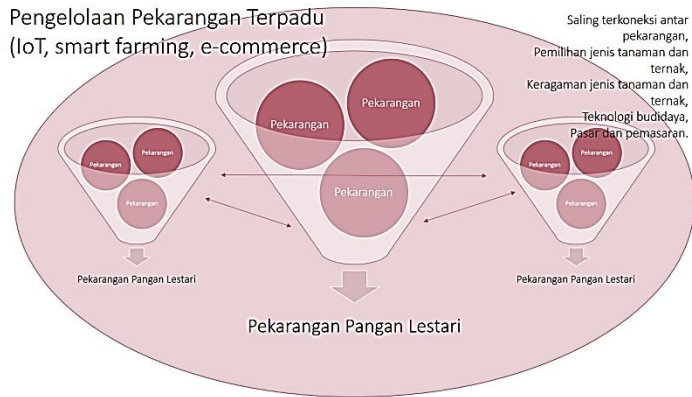 Pengelolaan Pekarangan Terpadu
(IoT, smart farming, e-commerce)
Saling terkoneksi antar
pekarangan,
Pemilihan jenis tanaman dan
ternak,
Keragaman jenis tanaman dan
ternak,
Teknologi budidaya,
Pasar dan pemasaran.
Pekarangan
Pekarangan
Pekarangan
Pekarangan
Pekarangan
Pekarangan
Pekarangan
Pekarangan
Pekarangan
Pekarangan Pangan Lestari
Pekarangan Pangan Lestari
Pekarangan Pangan Lestari